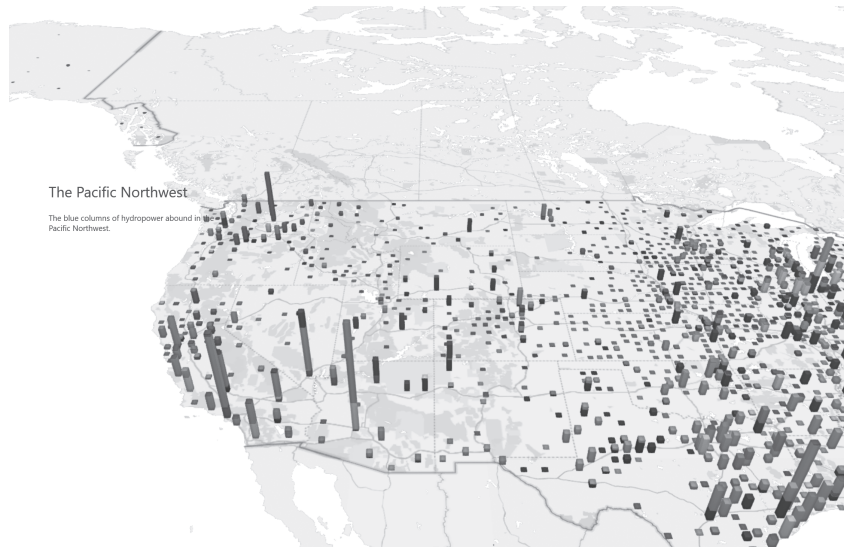 The Pacific Northwest
The blue columns of hydropower abound in the
Pacific Northwest.